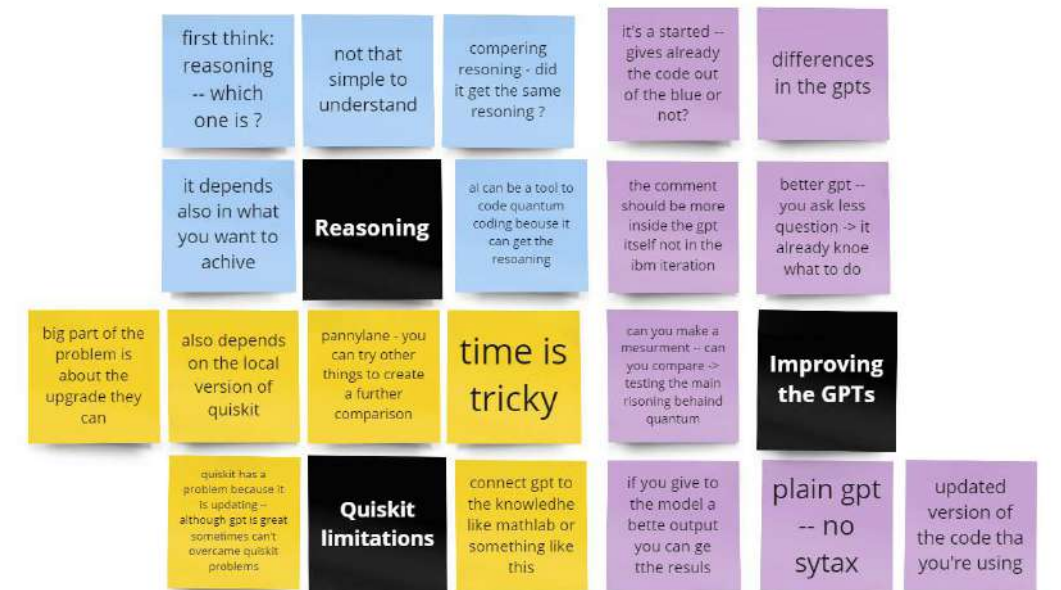 first think:
reasoning
-- which
one is ?
not that
simple to
understand
compering
resoning - did
it get the same
resoning ?
it's a started --
gives already
the code out
of the blue or
not?
differences
in the gpts
it depends
also in what
you want to
achive
Reasoning
aI can be a tool to
code quantum
coding beouse it
can get the
resoaning
the comment
should be more
inside the gpt
itself not in the
ibm iteration
better gpt --
you ask less
question -> it
already knoe
what to do
big part of the
problem is
about the
upgrade they
can
also depends
on the local
version of
quiskit
pannylane - you
can try other
things to create
a further
comparison
time is
tricky
can you make a
mesurment -- can
you compare ->
testing the main
risoning behaind
quantum
Improving
the GPTs
quiskit has a
problem because it
is updating --
although gpt is great
sometimes can't
overcame quiskit
problems
Quiskit
limitations
connect gpt to
the knowledhe
like mathlab or
something like
this
if you give to
the model a
bette output
you can ge
tthe resuls
plain gpt
-- no
sytax
updated
version of
the code tha
you're using